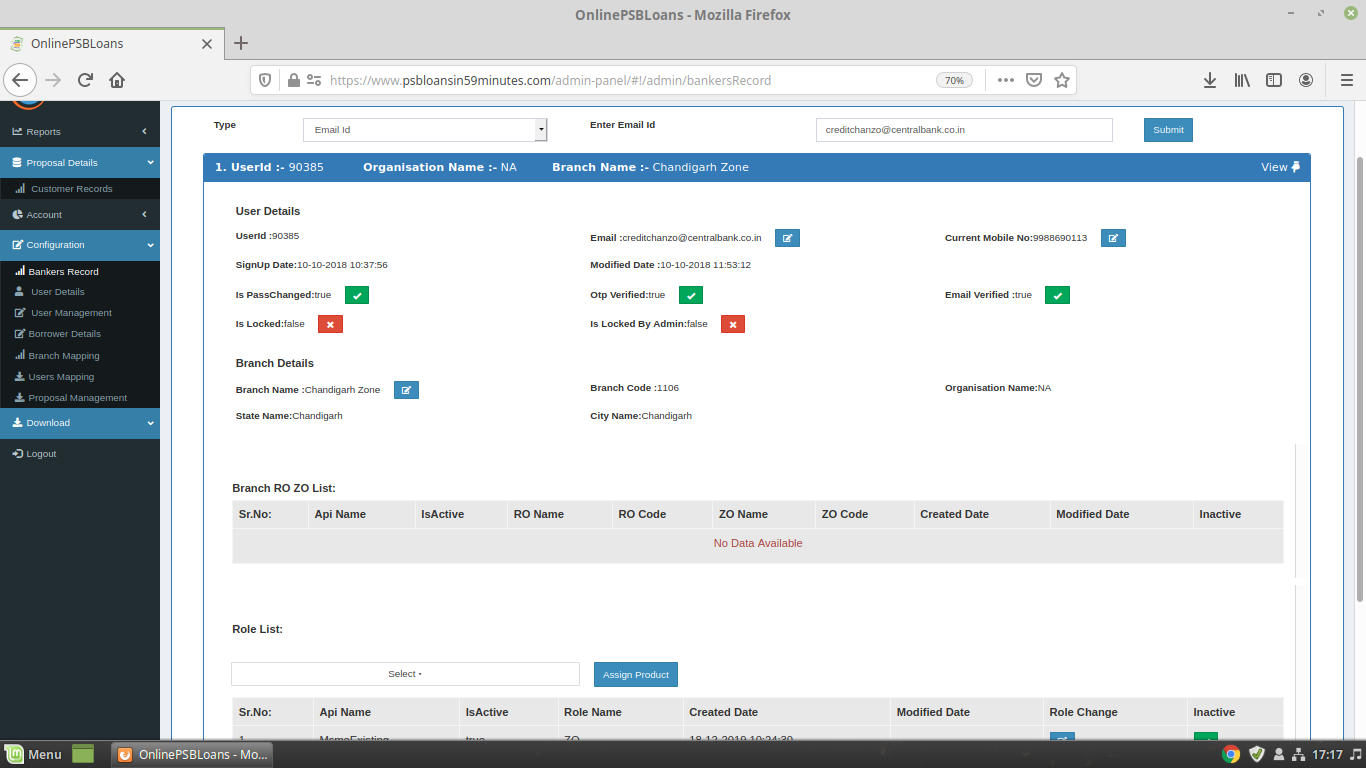 OnlinePSBLoans - Mozilla Firefox
OnlinePSBLoans
https://www.psbloansin59minutes.com/admin-panel/#!/admin/bankersRecord 70%
Reports
Proposal Details
Customer Records
Account
Configuration
Bankers Record
User Details
User Management
Borrower Details
Branch Mapping
Users Mapping
Proposal Management
Download
Logout
Type Email Id Enter Email Id creditchanzo@centralbank.co.in Submit
1. UserId :- 90385 Organisation Name :- NA Branch Name :- Chandigarh Zone View
User Details
UserId :90385 Email :creditchanzo@centralbank.co.in Current Mobile No:9988690113
SignUp Date:10-10-2018 10:37:56 Modified Date :10-10-2018 11:53:12
Is PassChanged:true Otp Verified:true Email Verified :true
Is Locked:false Is Locked By Admin:false
Branch Details
Branch Name :Chandigarh Zone Branch Code :1106 Organisation Name:NA
State Name:Chandigarh City Name:Chandigarh
Branch RO ZO List:
Sr.No: Api Name IsActive RO Name RO Code ZO Name ZO Code Created Date Modified Date Inactive
No Data Available
Role List:
Select
Assign Product
Sr.No: Api Name IsActive Role Name Created Date Modified Date Role Change Inactive
1 MsmeExisting true ZO 18-12-2019 10:24:30
Menu OnlinePSBLoans - Mo... 17:17